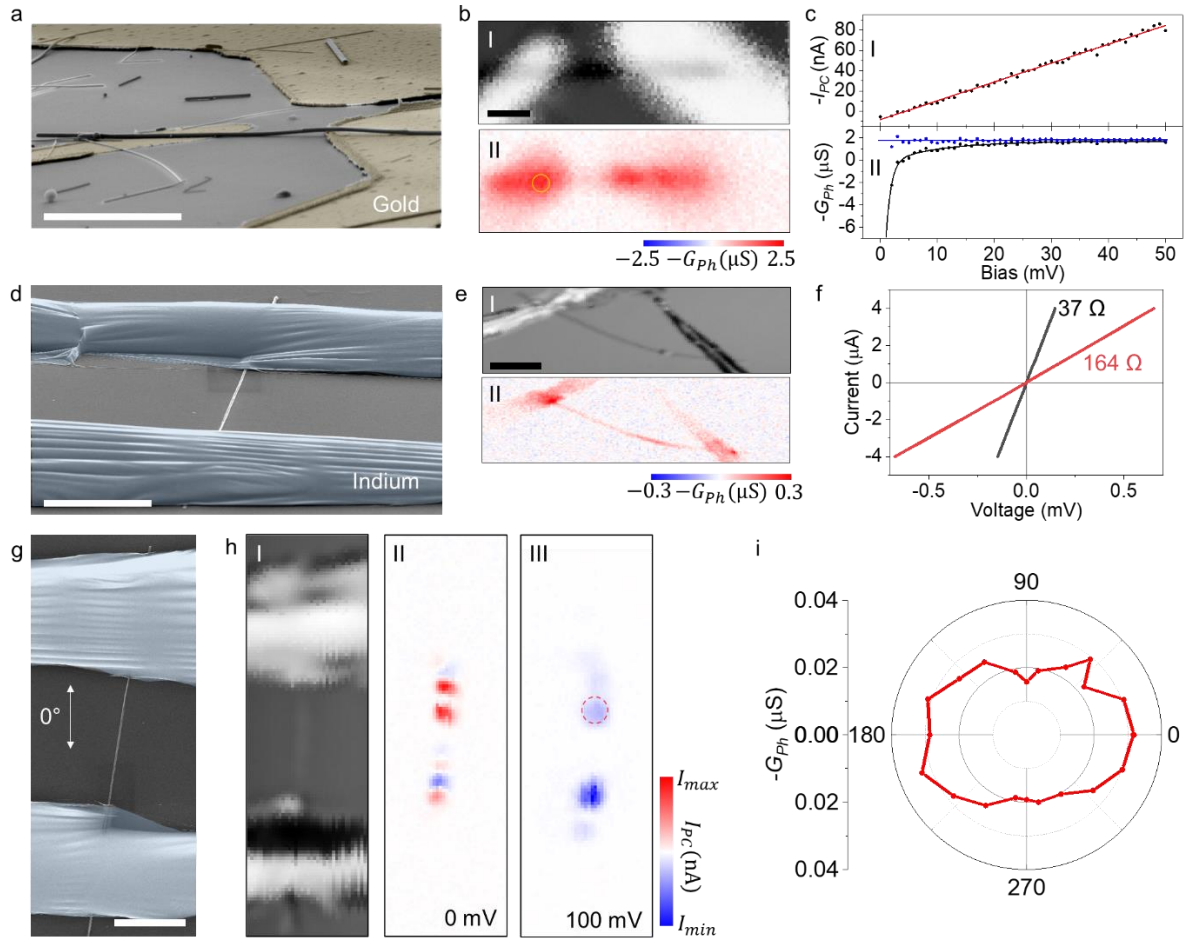 a
Gold
b
I
II
−2.5 −G_Ph(μS) 2.5
c
I
-I_PC (nA)
80
60
40
20
0
II
-G_Ph (μS)
2
0
-2
-4
-6
0 10 20 30 40 50
Bias (mV)
d
Indium
e
I
II
−0.3 −G_Ph(μS) 0.3
f
37 Ω
164 Ω
Current (μA)
4
2
0
-2
-4
-0.5 0.0 0.5
Voltage (mV)
g
0°
h
I
II
0 mV
III
100 mV
I_max
I_PC(nA)
I_min
i
-G_Ph (μS)
0.04
0.02
0.00
0.02
0.04
90
180
0
270